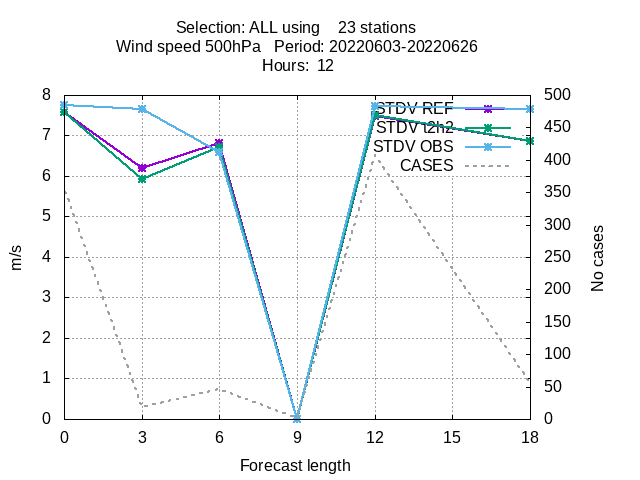 Selection: ALL using    23 stations
Wind speed 500hPa   Period: 20220603-20220626
Hours:  12
8
7
6
5
4
3
2
1
0
m/s
500
450
400
350
300
250
200
150
100
50
0
No cases
STDV REF
STDV t2h2
STDV OBS
CASES
0 3 6 9 12 15 18
Forecast length